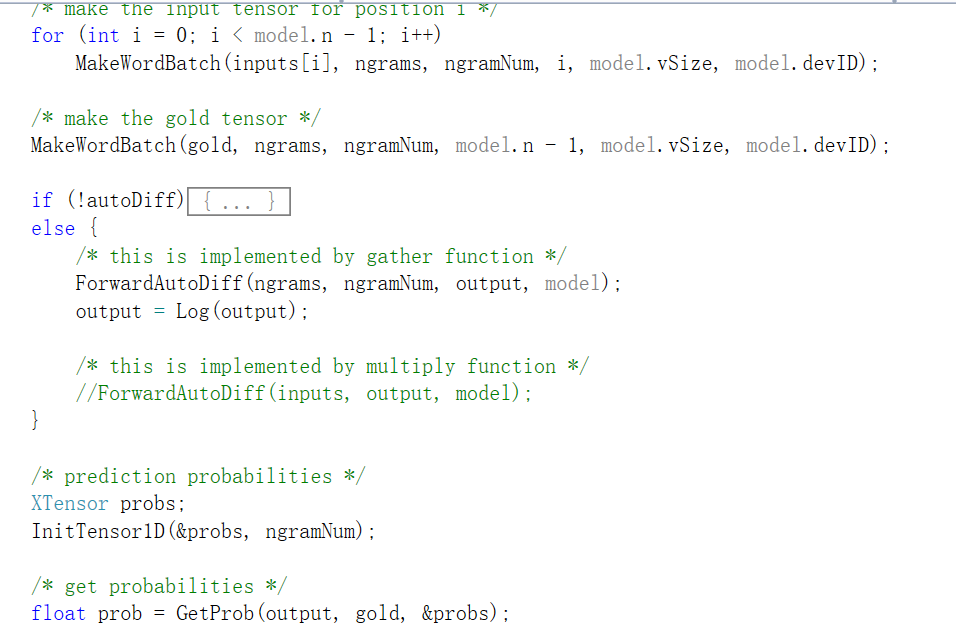 /* make the input tensor for position i */
for (int i = 0; i < model.n - 1; i++)
    MakeWordBatch(inputs[i], ngrams, ngramNum, i, model.vSize, model.devID);

/* make the gold tensor */
MakeWordBatch(gold, ngrams, ngramNum, model.n - 1, model.vSize, model.devID);

if (!autoDiff){ ... }
else {
    /* this is implemented by gather function */
    ForwardAutoDiff(ngrams, ngramNum, output, model);
    output = Log(output);

    /* this is implemented by multiply function */
    //ForwardAutoDiff(inputs, output, model);
}

/* prediction probabilities */
XTensor probs;
InitTensor1D(&probs, ngramNum);

/* get probabilities */
float prob = GetProb(output, gold, &probs);